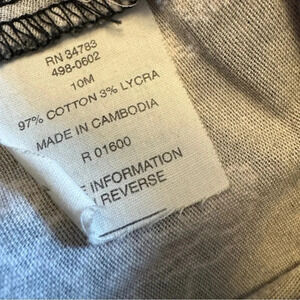 RN 34783
498-0602
10M
97% COTTON 3% LYCRA
MADE IN CAMBODIA
R 01600
INFORMATION
REVERSE